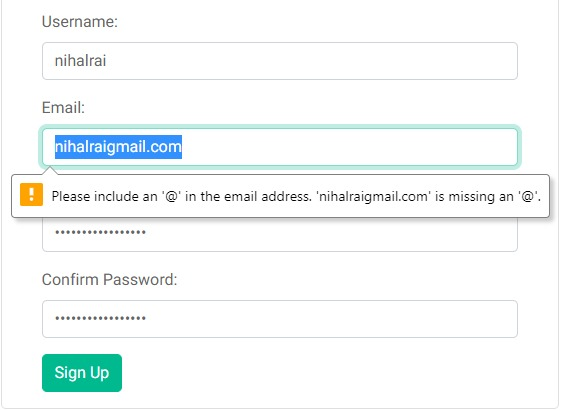 Username:
nihalrai
Email:
nihalraigmail.com
Please include an '@' in the email address. 'nihalraigmail.com' is missing an '@'.
•••••••••••••••••
Confirm Password:
•••••••••••••••••
Sign Up